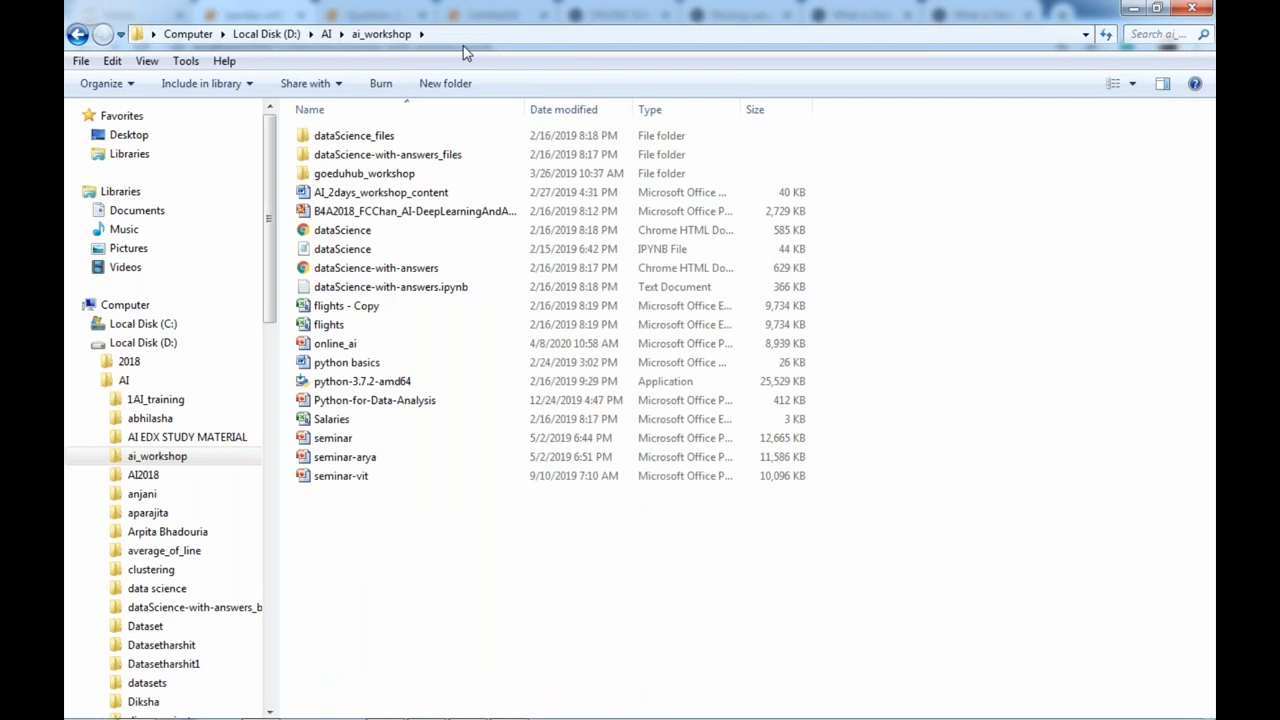 Computer Local Disk (D:) AI ai_workshop Search ai_...
File Edit View Tools Help
Organize Include in library Share with Burn New folder
Favorites
Desktop
Libraries
Libraries
Documents
Music
Pictures
Videos
Computer
Local Disk (C:)
Local Disk (D:)
2018
AI
1AI_training
abhilasha
AI EDX STUDY MATERIAL
ai_workshop
AI2018
anjani
aparajita
Arpita Bhadouria
average_of_line
clustering
data science
dataScience-with-answers_b
Dataset
Datasetharshit
Datasetharshit1
datasets
Diksha
Name Date modified Type Size
dataScience_files 2/16/2019 8:18 PM File folder
dataScience-with-answers_files 2/16/2019 8:17 PM File folder
goeduhub_workshop 3/26/2019 10:37 AM File folder
AI_2days_workshop_content 2/27/2019 4:31 PM Microsoft Office ... 40 KB
B4A2018_FCChan_AI-DeepLearningAndA... 2/16/2019 8:12 PM Microsoft Office P... 2,729 KB
dataScience 2/16/2019 8:18 PM Chrome HTML Do... 585 KB
dataScience 2/15/2019 6:42 PM IPYNB File 44 KB
dataScience-with-answers 2/16/2019 8:17 PM Chrome HTML Do... 629 KB
dataScience-with-answers.ipynb 2/16/2019 8:18 PM Text Document 366 KB
flights - Copy 2/16/2019 8:19 PM Microsoft Office E... 9,734 KB
flights 2/16/2019 8:19 PM Microsoft Office E... 9,734 KB
online_ai 4/8/2020 10:58 AM Microsoft Office P... 8,939 KB
python basics 2/24/2019 3:02 PM Microsoft Office ... 26 KB
python-3.7.2-amd64 2/16/2019 9:29 PM Application 25,529 KB
Python-for-Data-Analysis 12/24/2019 4:47 PM Microsoft Office P... 412 KB
Salaries 2/16/2019 8:17 PM Microsoft Office E... 3 KB
seminar 5/2/2019 6:44 PM Microsoft Office P... 12,665 KB
seminar-arya 5/2/2019 6:51 PM Microsoft Office P... 11,586 KB
seminar-vit 9/10/2019 7:10 AM Microsoft Office P... 10,096 KB